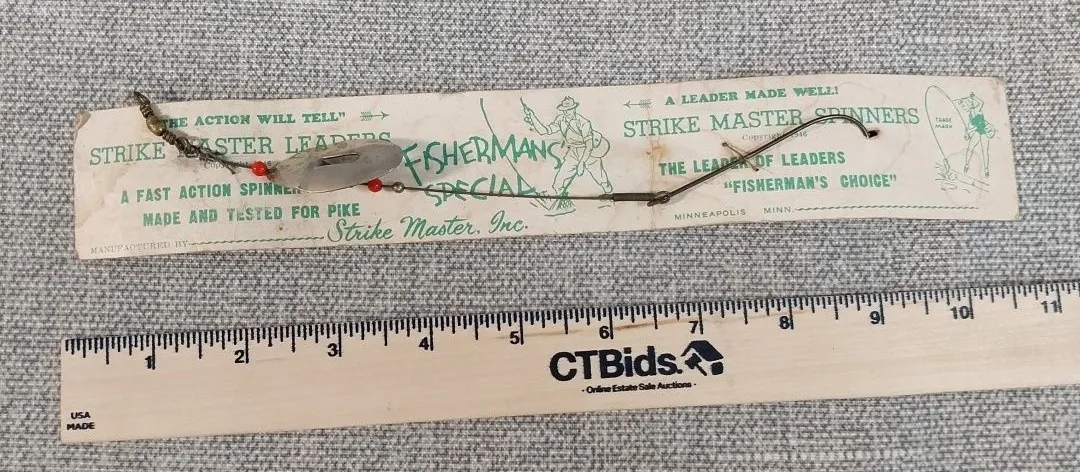 THE ACTION WILL TELL"
STRIKE MASTER LEADERS
A FAST ACTION SPINNER
MADE AND TESTED FOR PIKE
MANUFACTURED BY
Strike Master, Inc.
FISHERMANS
SPECIAL
A LEADER MADE WELL!
STRIKE MASTER SPINNERS
Copyright 1946
THE LEADER OF LEADERS
"FISHERMAN'S CHOICE"
MINNEAPOLIS MINN.
TRADE
MARK
1 2 3 4 5 6 7 8 9 10 11
CTBids.
- Online Estate Sale Auctions -
USA
MADE